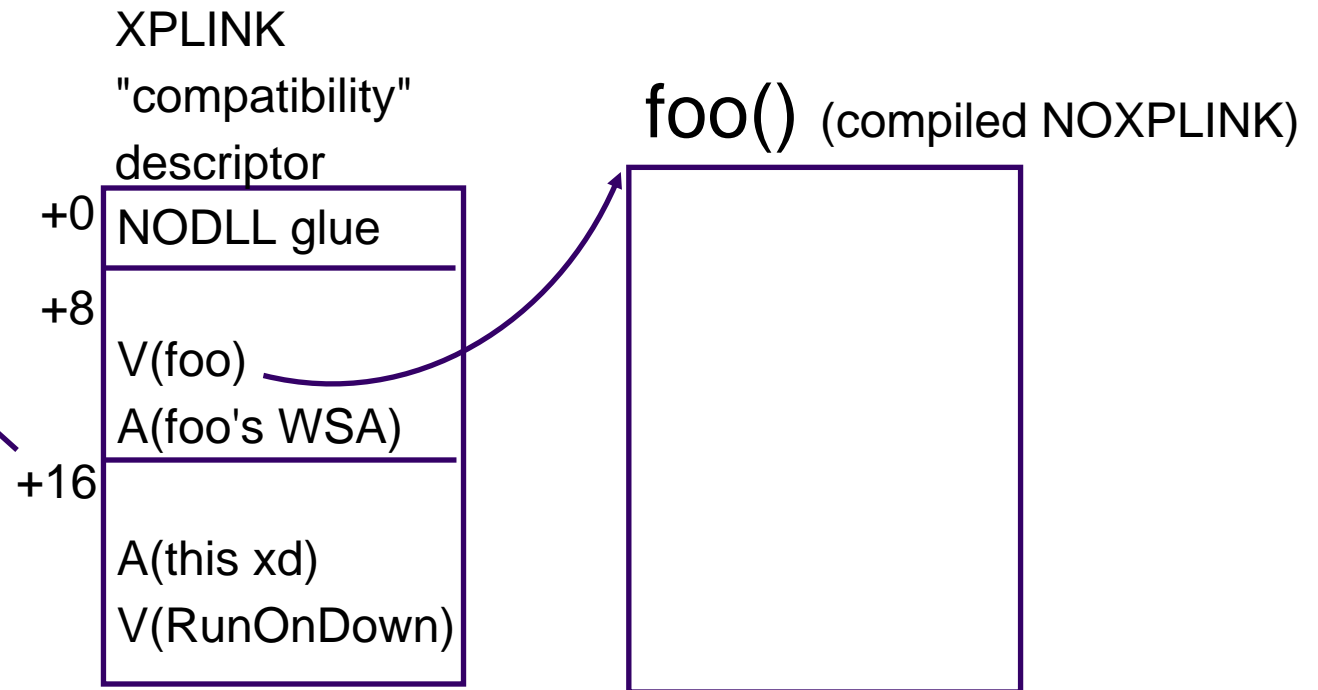 XPLINK
"compatibility"
descriptor
foo() (compiled NOXPLINK)
+0
NODLL glue
+8
V(foo)
A(foo's WSA)
+16
A(this xd)
V(RunOnDown)